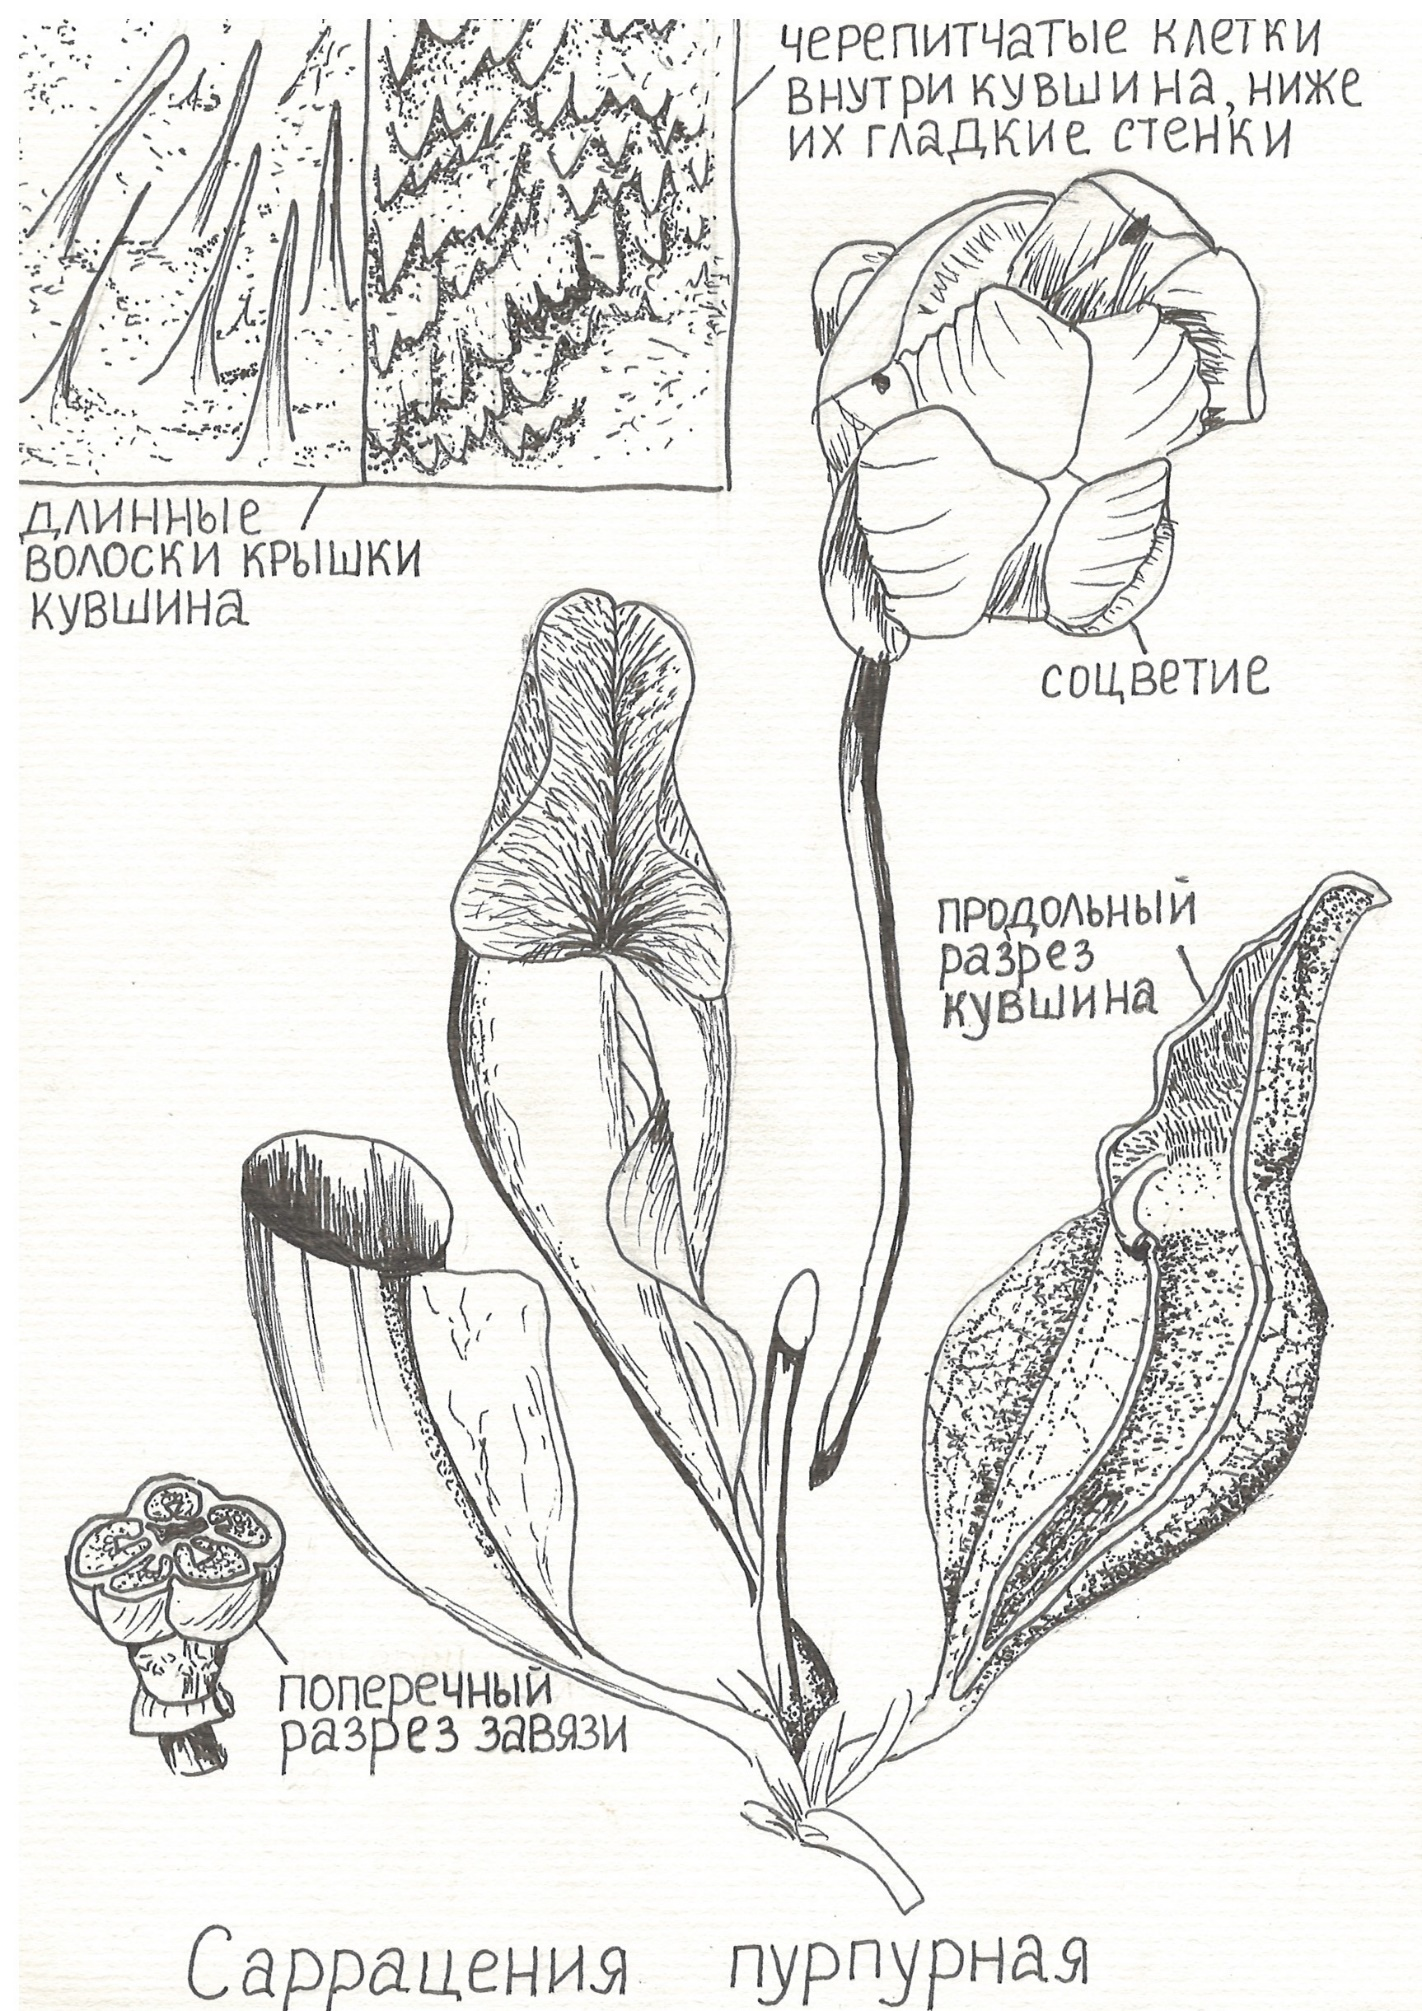 черепитчатые клетки
внутри кувшина, ниже
их гладкие стенки
длинные
волоски крышки
кувшина
соцветие
продольный
разрез
кувшина
поперечный
разрез завязи
Саррацения пурпурная